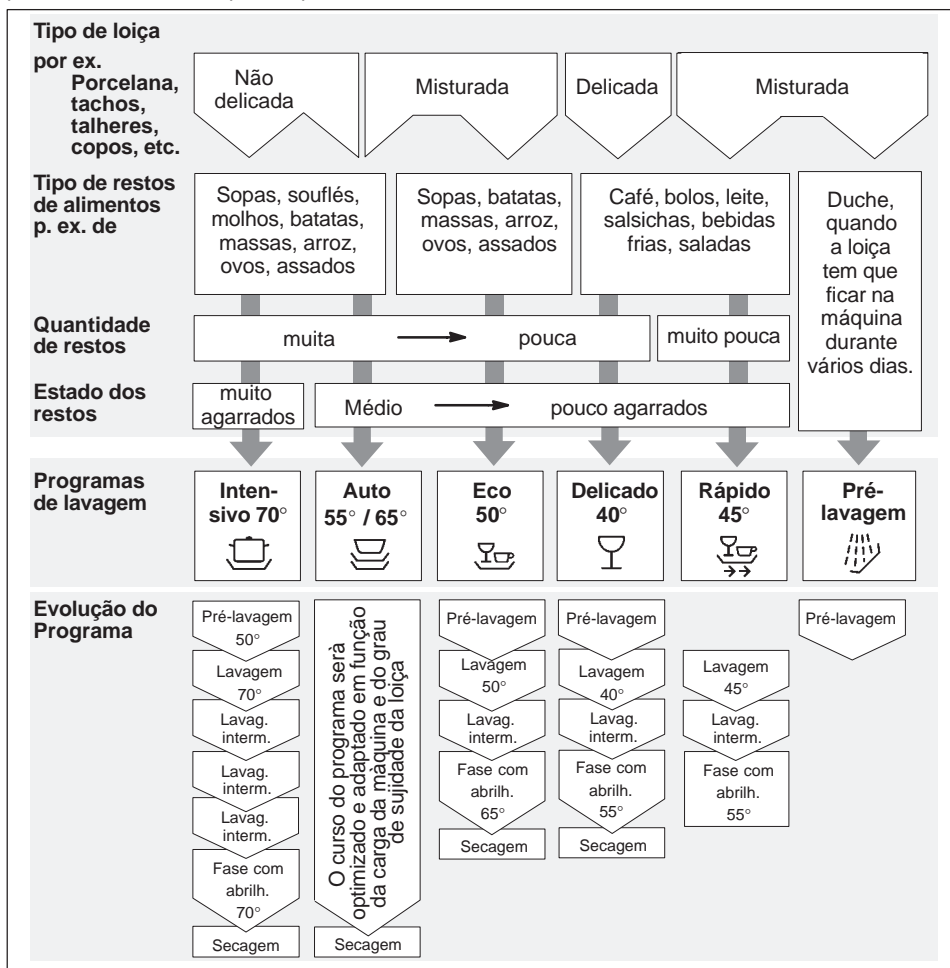 Tipo de loiça
por ex.
Porcelana,
tachos,
talheres,
copos, etc.
Não
delicada
Misturada
Delicada
Misturada
Tipo de restos
de alimentos
p. ex. de
Sopas, souflés,
molhos, batatas,
massas, arroz,
ovos, assados
Sopas, batatas,
massas, arroz,
ovos, assados
Café, bolos, leite,
salsichas, bebidas
frias, saladas
Duche,
quando
a loiça
tem que
ficar na
máquina
durante
vários dias.
Quantidade
de restos
muita → pouca
muito pouca
Estado dos
restos
muito
agarrados
Médio → pouco agarrados
Programas
de lavagem
Inten-
sivo 70°
Auto
55° / 65°
Eco
50°
Delicado
40°
Rápido
45°
Pré-
lavagem
Evolução do
Programa
Pré-lavagem
50°
Lavagem
70°
Lavag.
interm.
Lavag.
interm.
Lavag.
interm.
Fase com
abrilh.
70°
Secagem
O curso do programa serà
optimizado e adaptado em função
da carga da màquina e do grau
de sujidade da loiça
Secagem
Pré-lavagem
Lavagem
50°
Lavag.
interm.
Fase com
abrilh.
65°
Secagem
Pré-lavagem
Lavagem
40°
Lavag.
interm.
Fase com
abrilh.
55°
Secagem
Lavagem
45°
Lavag.
interm.
Fase com
abrilh.
55°
Pré-lavagem